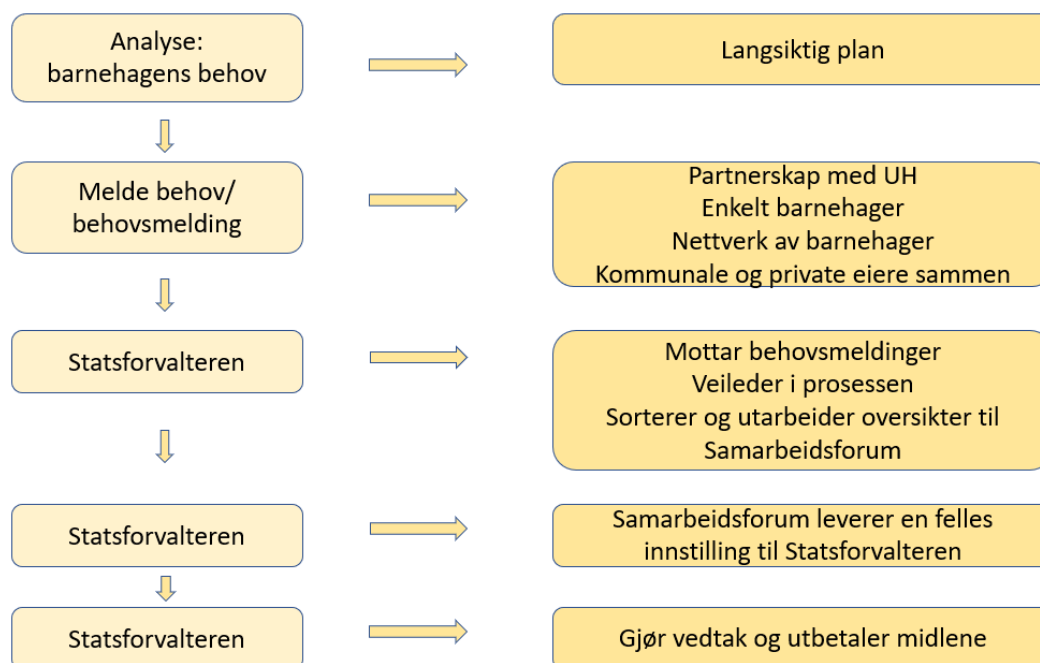 Analyse:
barnehagens behov
Langsiktig plan
Melde behov/
behovsmelding
Partnerskap med UH
Enkelt barnehager
Nettverk av barnehager
Kommunale og private eiere sammen
Statsforvalteren
Mottar behovsmeldinger
Veileder i prosessen
Sorterer og utarbeider oversikter til
Samarbeidsforum
Statsforvalteren
Samarbeidsforum leverer en felles
innstilling til Statsforvalteren
Statsforvalteren
Gjør vedtak og utbetaler midlene